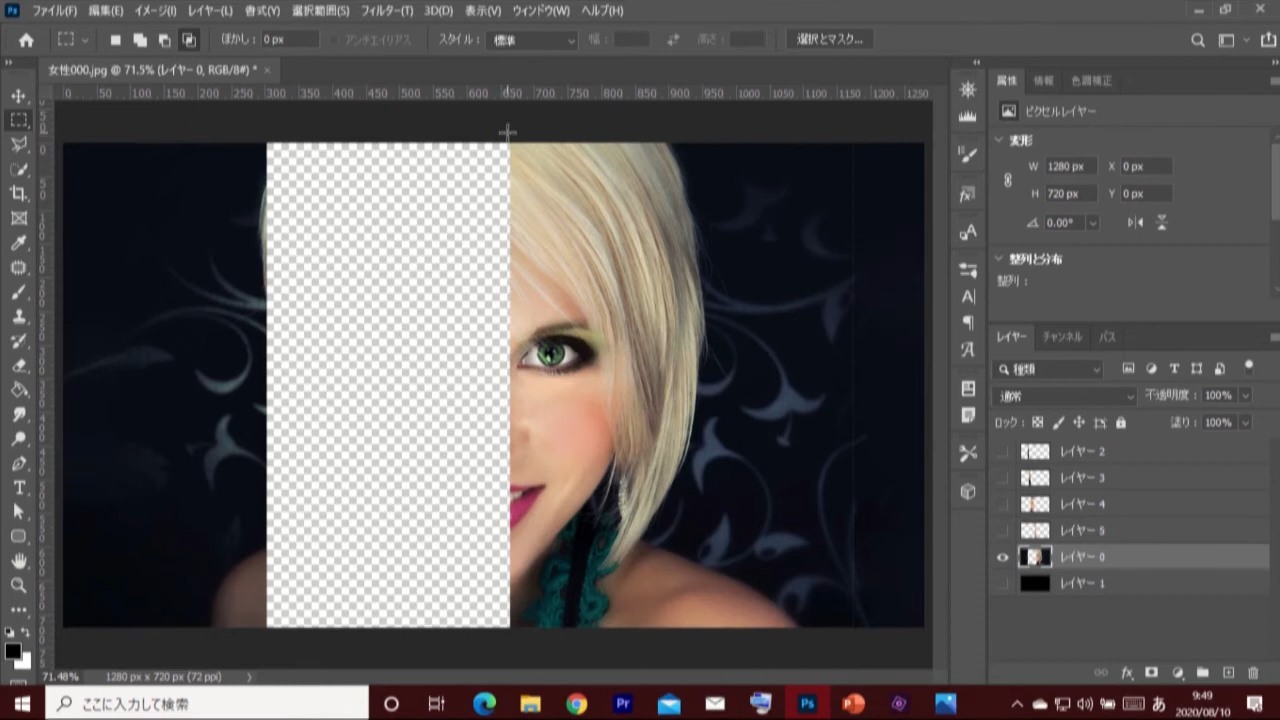 Ps ファイル(F) 編集(E) イメージ(I) レイヤー(L) 書式(Y) 選択範囲(S) フィルター(T) 3D(D) 表示(V) ウィンドウ(W) ヘルプ(H)
ぼかし: 0 px アンチエイリアス スタイル: 標準 幅: 高さ: 選択とマスク...
女性000.jpg @ 71.5% (レイヤー 0, RGB/8#) * ×
0 50 100 150 200 250 300 350 400 450 500 550 600 650 700 750 800 850 900 950 1000 1050 1100 1150 1200 1250
属性 情報 色調補正
ピクセルレイヤー
変形
W 1280 px X 0 px
H 720 px Y 0 px
0.00°
整列と分布
整列:
レイヤー チャンネル パス
種類
通常 不透明度: 100%
ロック: 塗り: 100%
レイヤー 2
レイヤー 3
レイヤー 4
レイヤー 5
レイヤー 0
レイヤー 1
71.48% 1280 px x 720 px (72 ppi)
ここに入力して検索
Pr Ps あ
9:49
2020/08/10